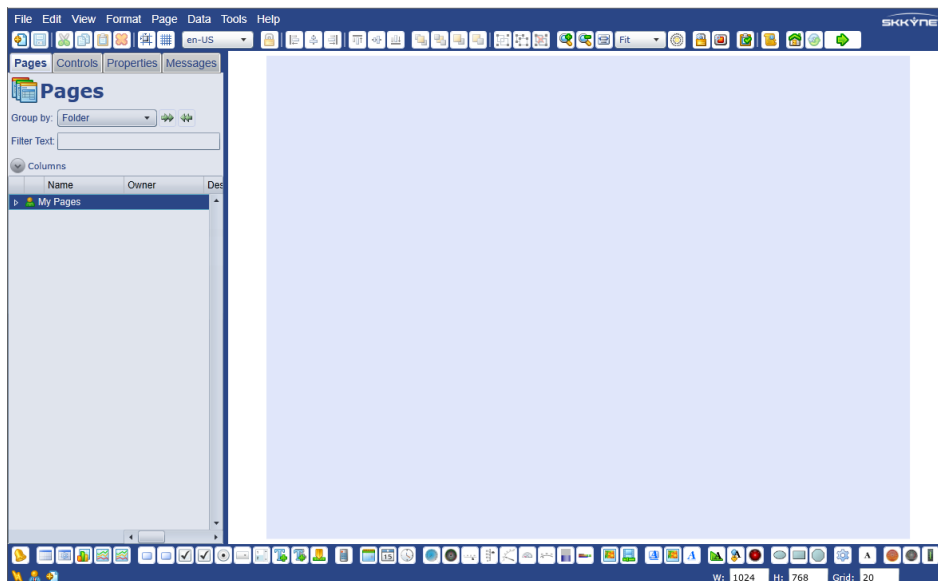 File Edit View Format Page Data Tools Help
SKKYNE
en-US
Fit
Pages Controls Properties Messages
Pages
Group by: Folder
Filter Text:
Columns
Name Owner Des
My Pages
15
A
A
W: 1024 H: 768 Grid: 20